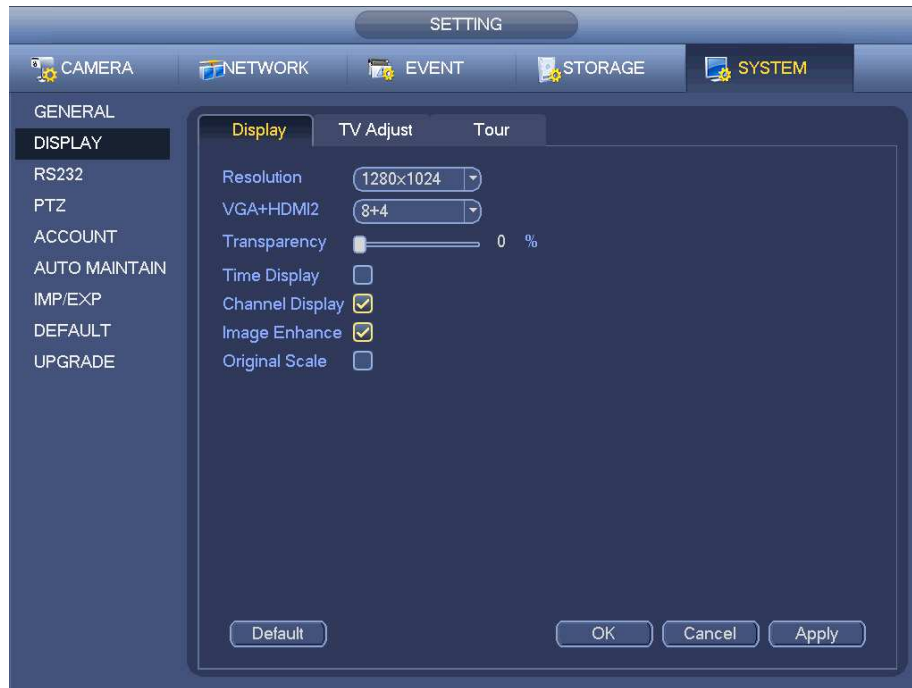 SETTING
CAMERA NETWORK EVENT STORAGE SYSTEM
GENERAL
DISPLAY
RS232
PTZ
ACCOUNT
AUTO MAINTAIN
IMP/EXP
DEFAULT
UPGRADE
Display TV Adjust Tour
Resolution 1280×1024
VGA+HDMI2 8+4
Transparency 0 %
Time Display
Channel Display
Image Enhance
Original Scale
Default OK Cancel Apply